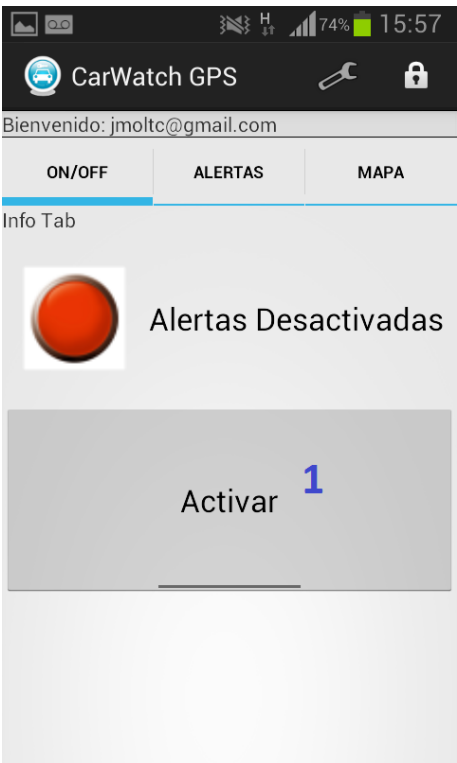 H 74% 15:57
CarWatch GPS
Bienvenido: jmoltc@gmail.com
ON/OFF ALERTAS MAPA
Info Tab
Alertas Desactivadas
Activar 1